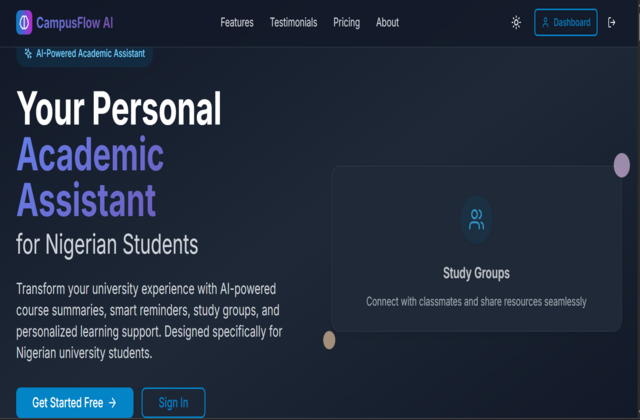 CampusFlow AI
Features Testimonials Pricing About Dashboard
AI-Powered Academic Assistant
Your Personal
Academic
Assistant
for Nigerian Students
Transform your university experience with AI-powered
course summaries, smart reminders, study groups, and
personalized learning support. Designed specifically for
Nigerian university students.
Get Started Free →
Sign In
Study Groups
Connect with classmates and share resources seamlessly